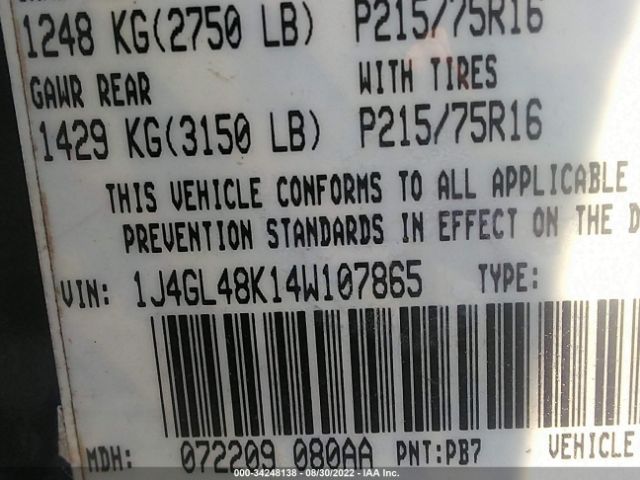 1248 KG(2750 LB) P215/75R16
GAWR REAR WITH TIRES
1429 KG(3150 LB) P215/75R16
THIS VEHICLE CONFORMS TO ALL APPLICABLE
PREVENTION STANDARDS IN EFFECT ON THE D
VIN: 1J4GL48K14W107865 TYPE:
MDH: 072209 080AA PNT:PB7 VEHICLE
© 34248138 - 08/30/2022 - IAA Inc.